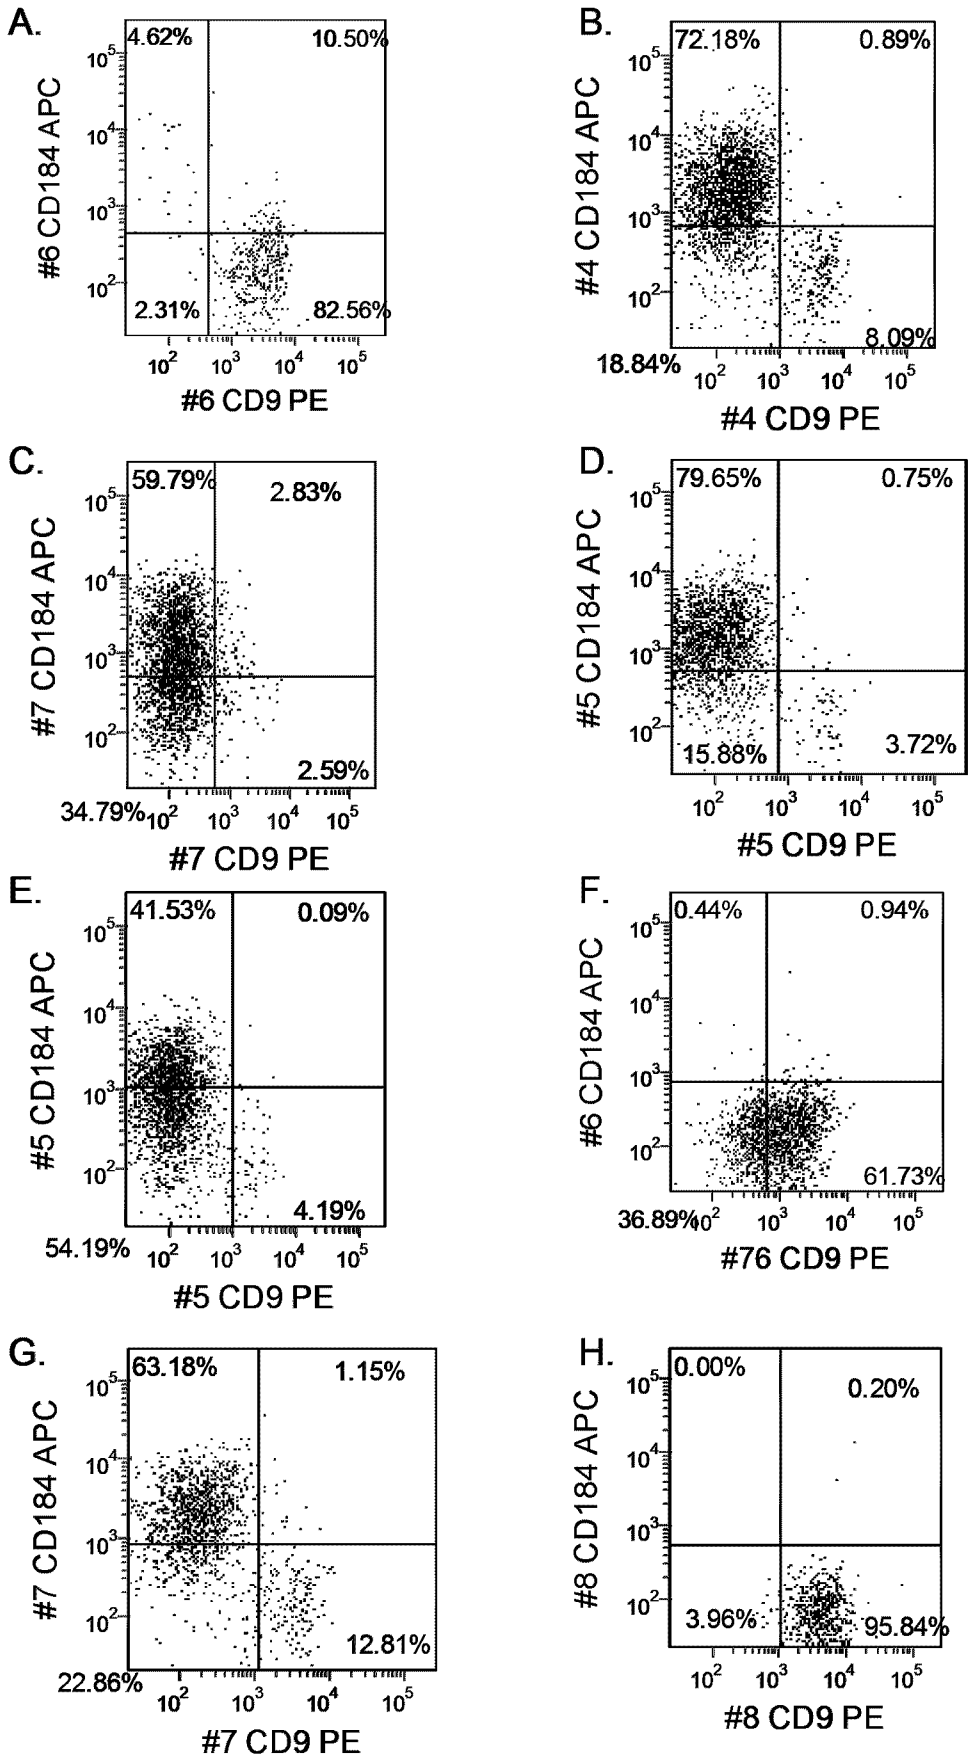 A.
4.62% 10.50%
10⁵
10⁴
10³
10²
#6 CD184 APC
2.31% 82.56%
10² 10³ 10⁴ 10⁵
#6 CD9 PE
B.
72.18% 0.89%
10⁵
10⁴
10³
10²
#4 CD184 APC
8.09%
18.84%
10² 10³ 10⁴ 10⁵
#4 CD9 PE
C.
59.79% 2.83%
10⁵
10⁴
10³
10²
#7 CD184 APC
2.59%
34.79%
10² 10³ 10⁴ 10⁵
#7 CD9 PE
D.
79.65% 0.75%
10⁵
10⁴
10³
10²
#5 CD184 APC
15.88% 3.72%
10² 10³ 10⁴ 10⁵
#5 CD9 PE
E.
41.53% 0.09%
10⁵
10⁴
10³
10²
#5 CD184 APC
4.19%
54.19%
10² 10³ 10⁴ 10⁵
#5 CD9 PE
F.
0.44% 0.94%
10⁵
10⁴
10³
10²
#6 CD184 APC
61.73%
36.89%
10² 10³ 10⁴ 10⁵
#76 CD9 PE
G.
63.18% 1.15%
10⁵
10⁴
10³
10²
#7 CD184 APC
12.81%
22.86%
10² 10³ 10⁴ 10⁵
#7 CD9 PE
H.
0.00% 0.20%
10⁵
10⁴
10³
10²
#8 CD184 APC
3.96% 95.84%
10² 10³ 10⁴ 10⁵
#8 CD9 PE